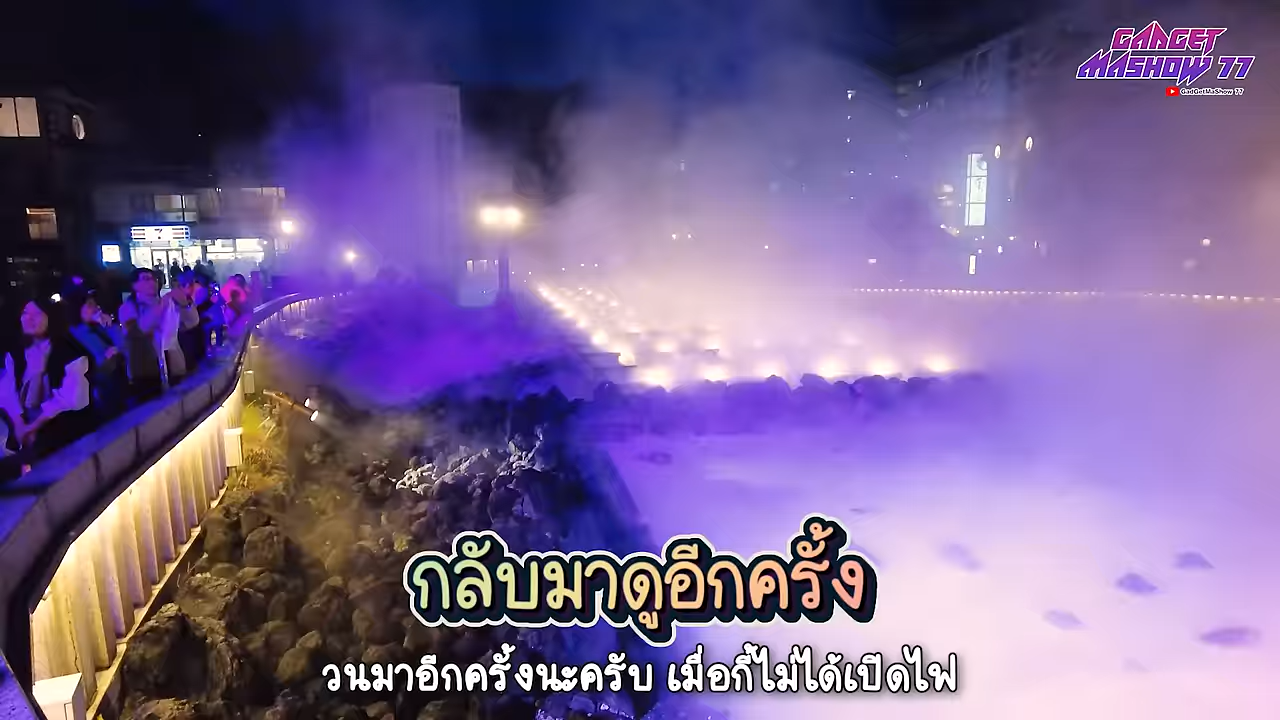 GADGET
MASHOW 77
GadGetMaShow 77
7
กลับมาดูอีกครั้ง
วนมาอีกครั้งนะครับ เมื่อกี้ไม่ได้เปิดไฟ